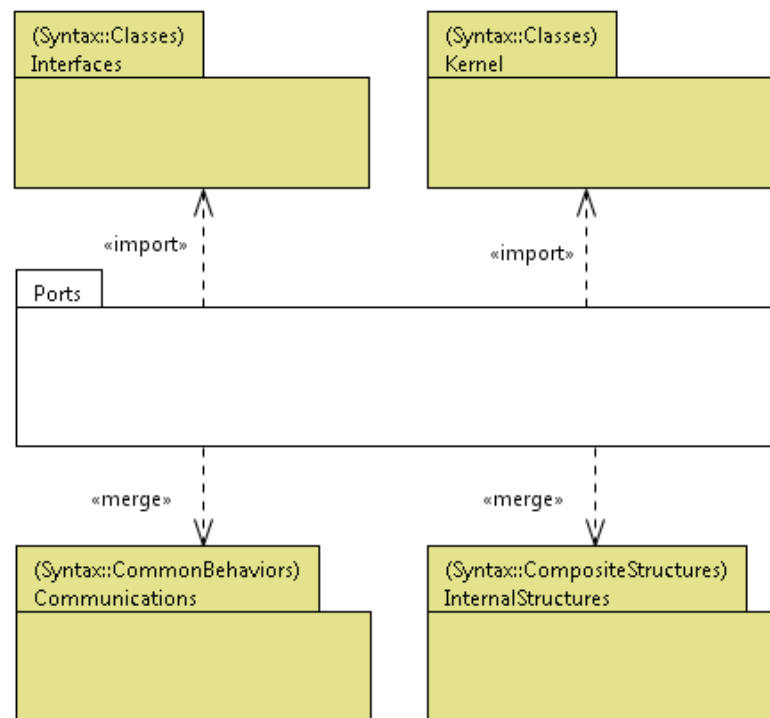 (Syntax::Classes)
Interfaces
(Syntax::Classes)
Kernel
«import»
«import»
Ports
«merge»
«merge»
(Syntax::CommonBehaviors)
Communications
(Syntax::CompositeStructures)
InternalStructures